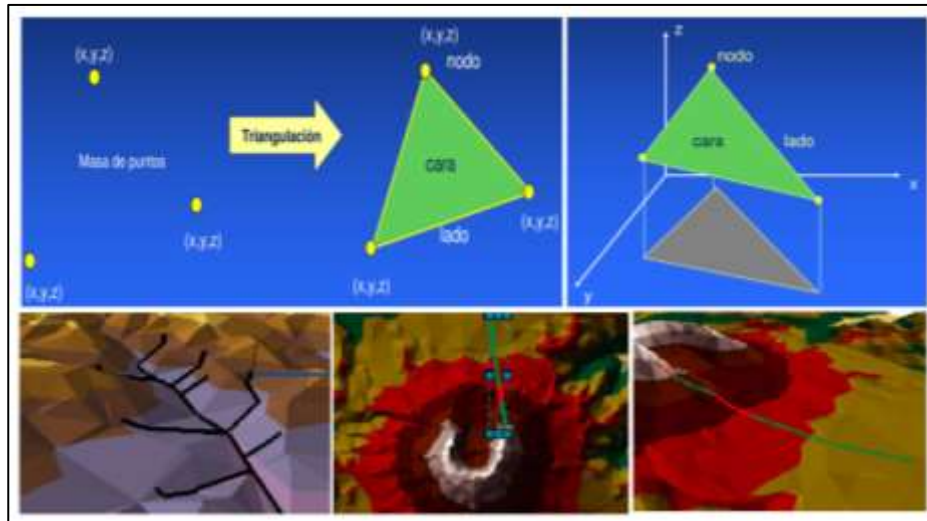 (x,y,z)
Masa de puntos
(x,y,z)
(x,y,z)
Triangulación
(x,y,z)
nodo
cara
lado
(x,y,z)
(x,y,z)
z
nodo
cara
lado
x
y